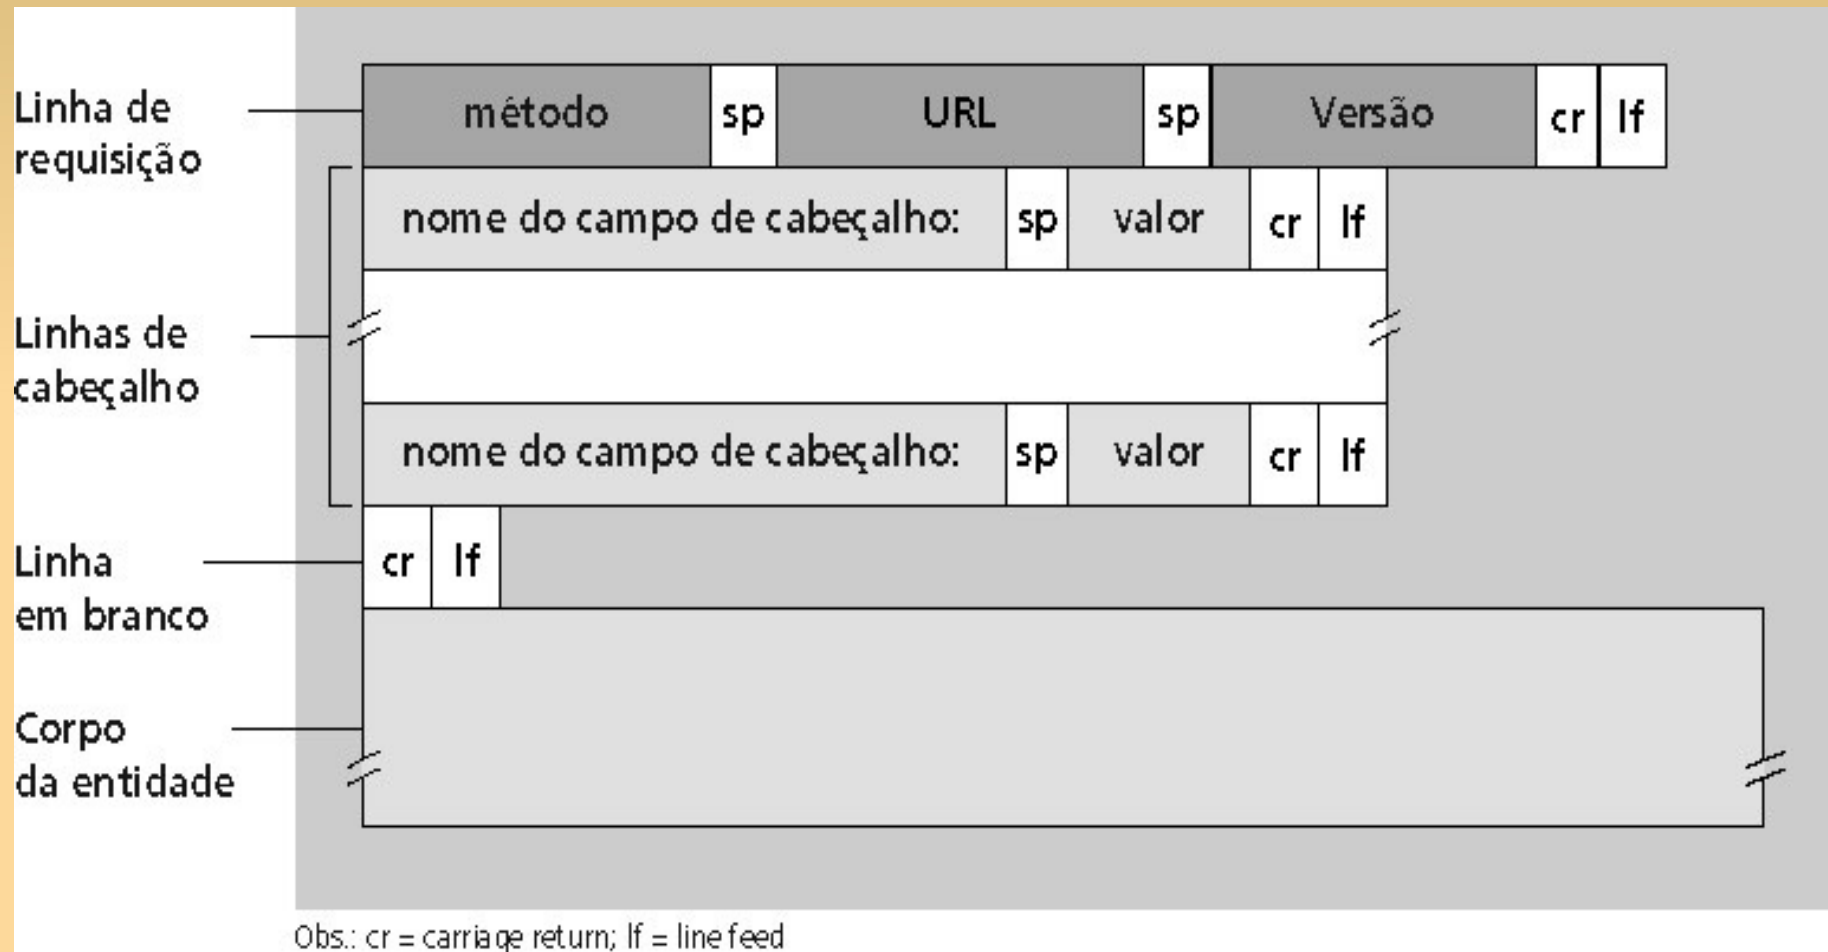 Linha de
requisição
método sp URL sp Versão cr lf
nome do campo de cabeçalho: sp valor cr lf
Linhas de
cabeçalho
nome do campo de cabeçalho: sp valor cr lf
Linha
em branco
cr lf
Corpo
da entidade
Obs.: cr = carriage return; lf = line feed